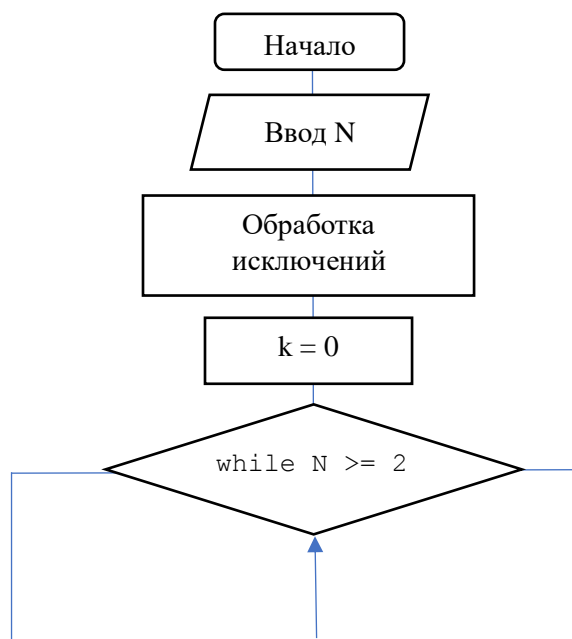 Начало
Ввод N
Обработка
исключений
k = 0
while N >= 2